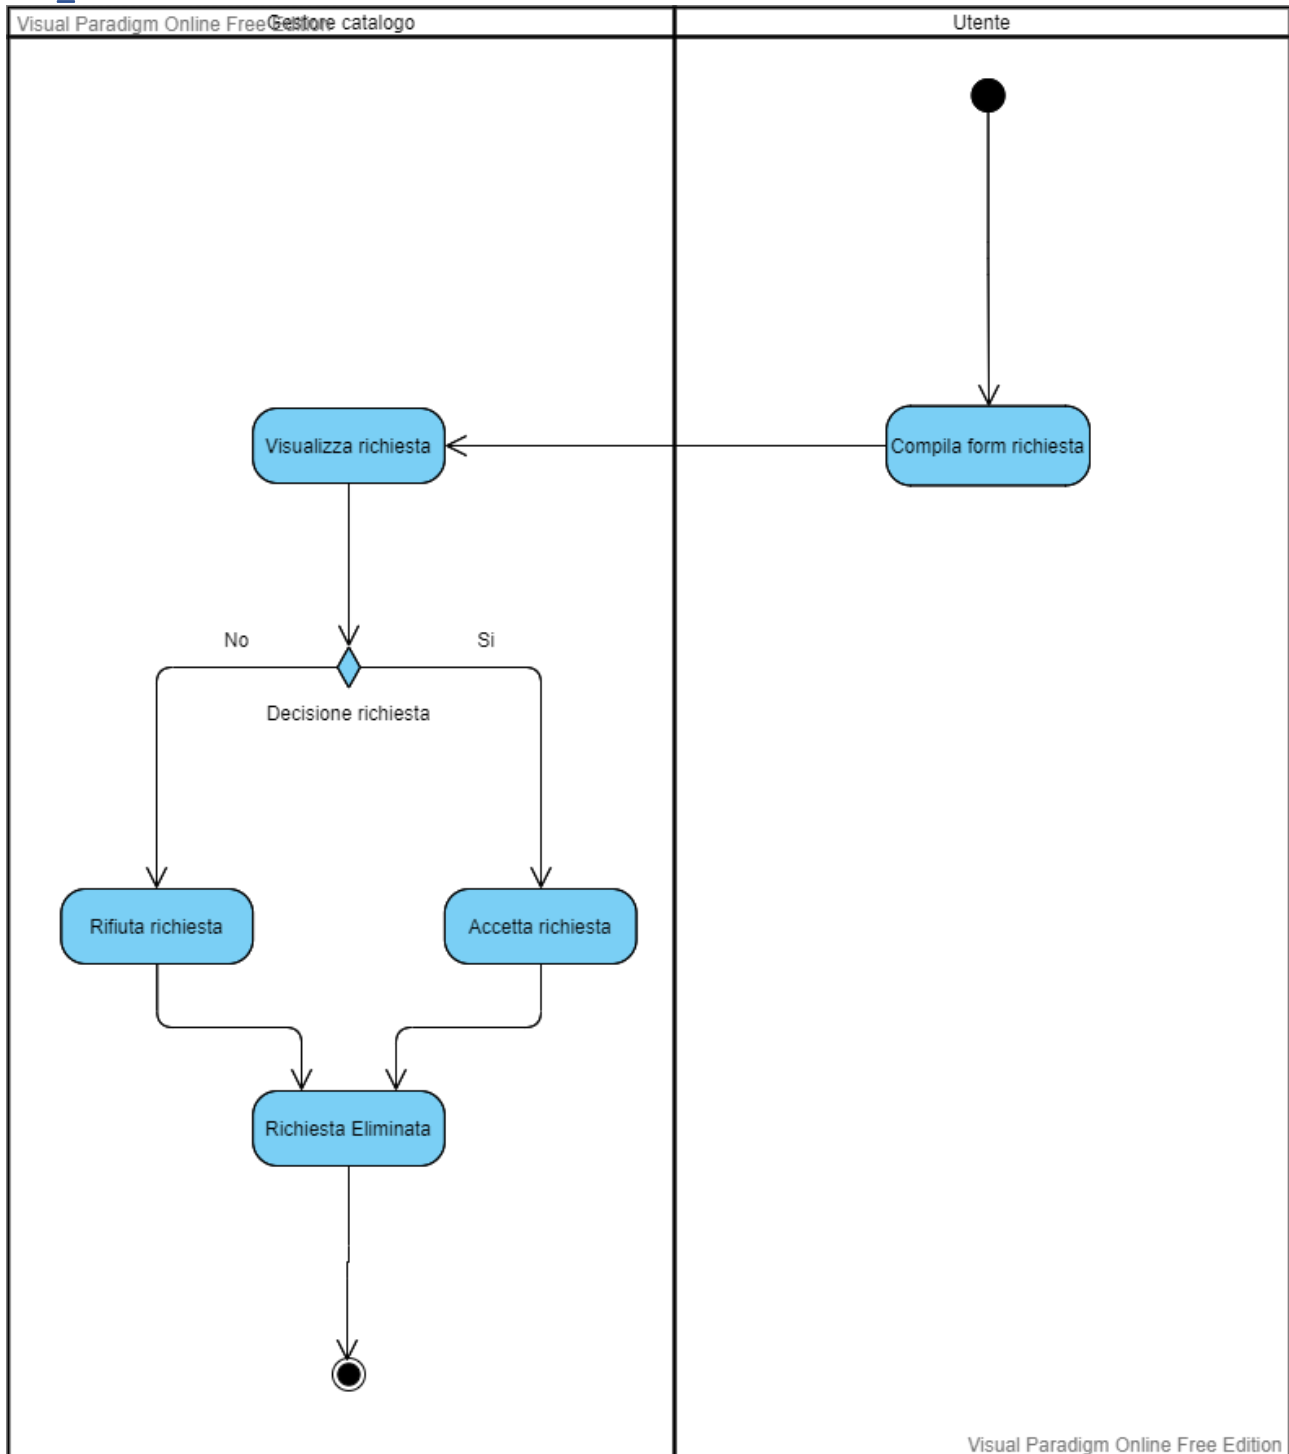 Visual Paradigm Online Free Edition
Gestore catalogo
Utente
Visualizza richiesta
Compila form richiesta
No
Si
Decisione richiesta
Rifiuta richiesta
Accetta richiesta
Richiesta Eliminata
Visual Paradigm Online Free Edition